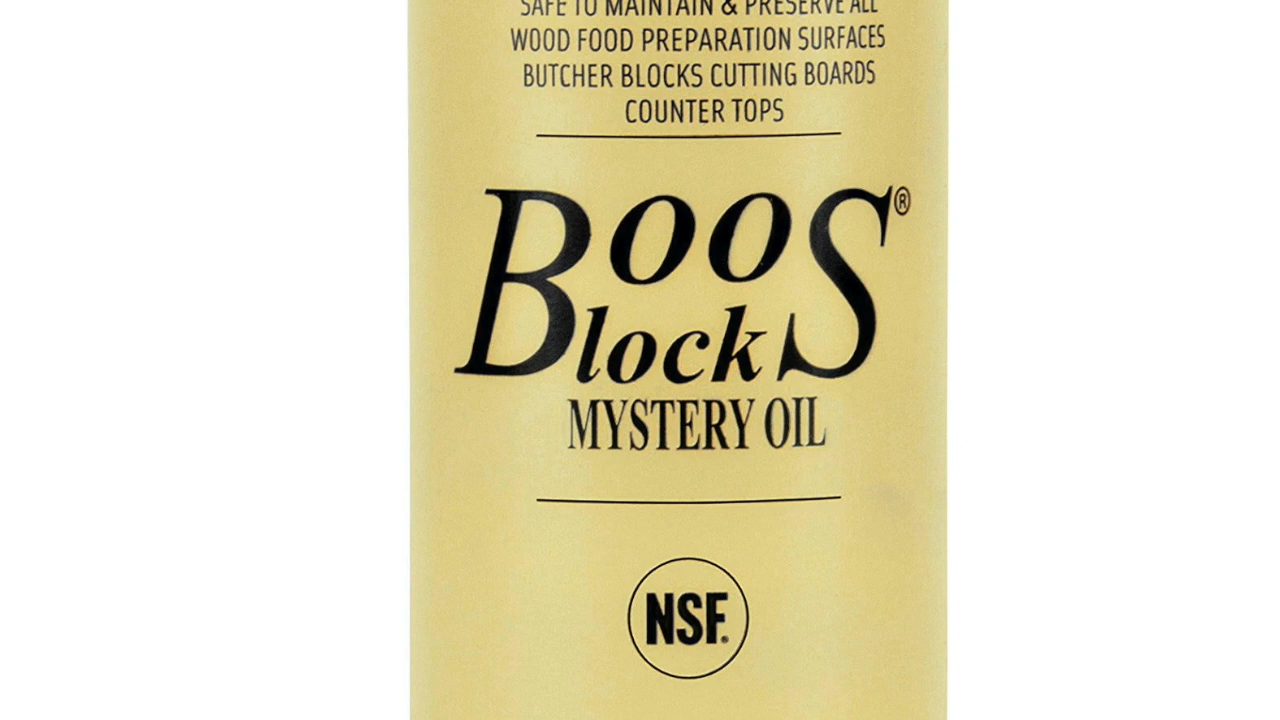 SAFE TO MAINTAIN & PRESERVE ALL
WOOD FOOD PREPARATION SURFACES
BUTCHER BLOCKS CUTTING BOARDS
COUNTER TOPS
BOOS®
BlockS
MYSTERY OIL
NSF®